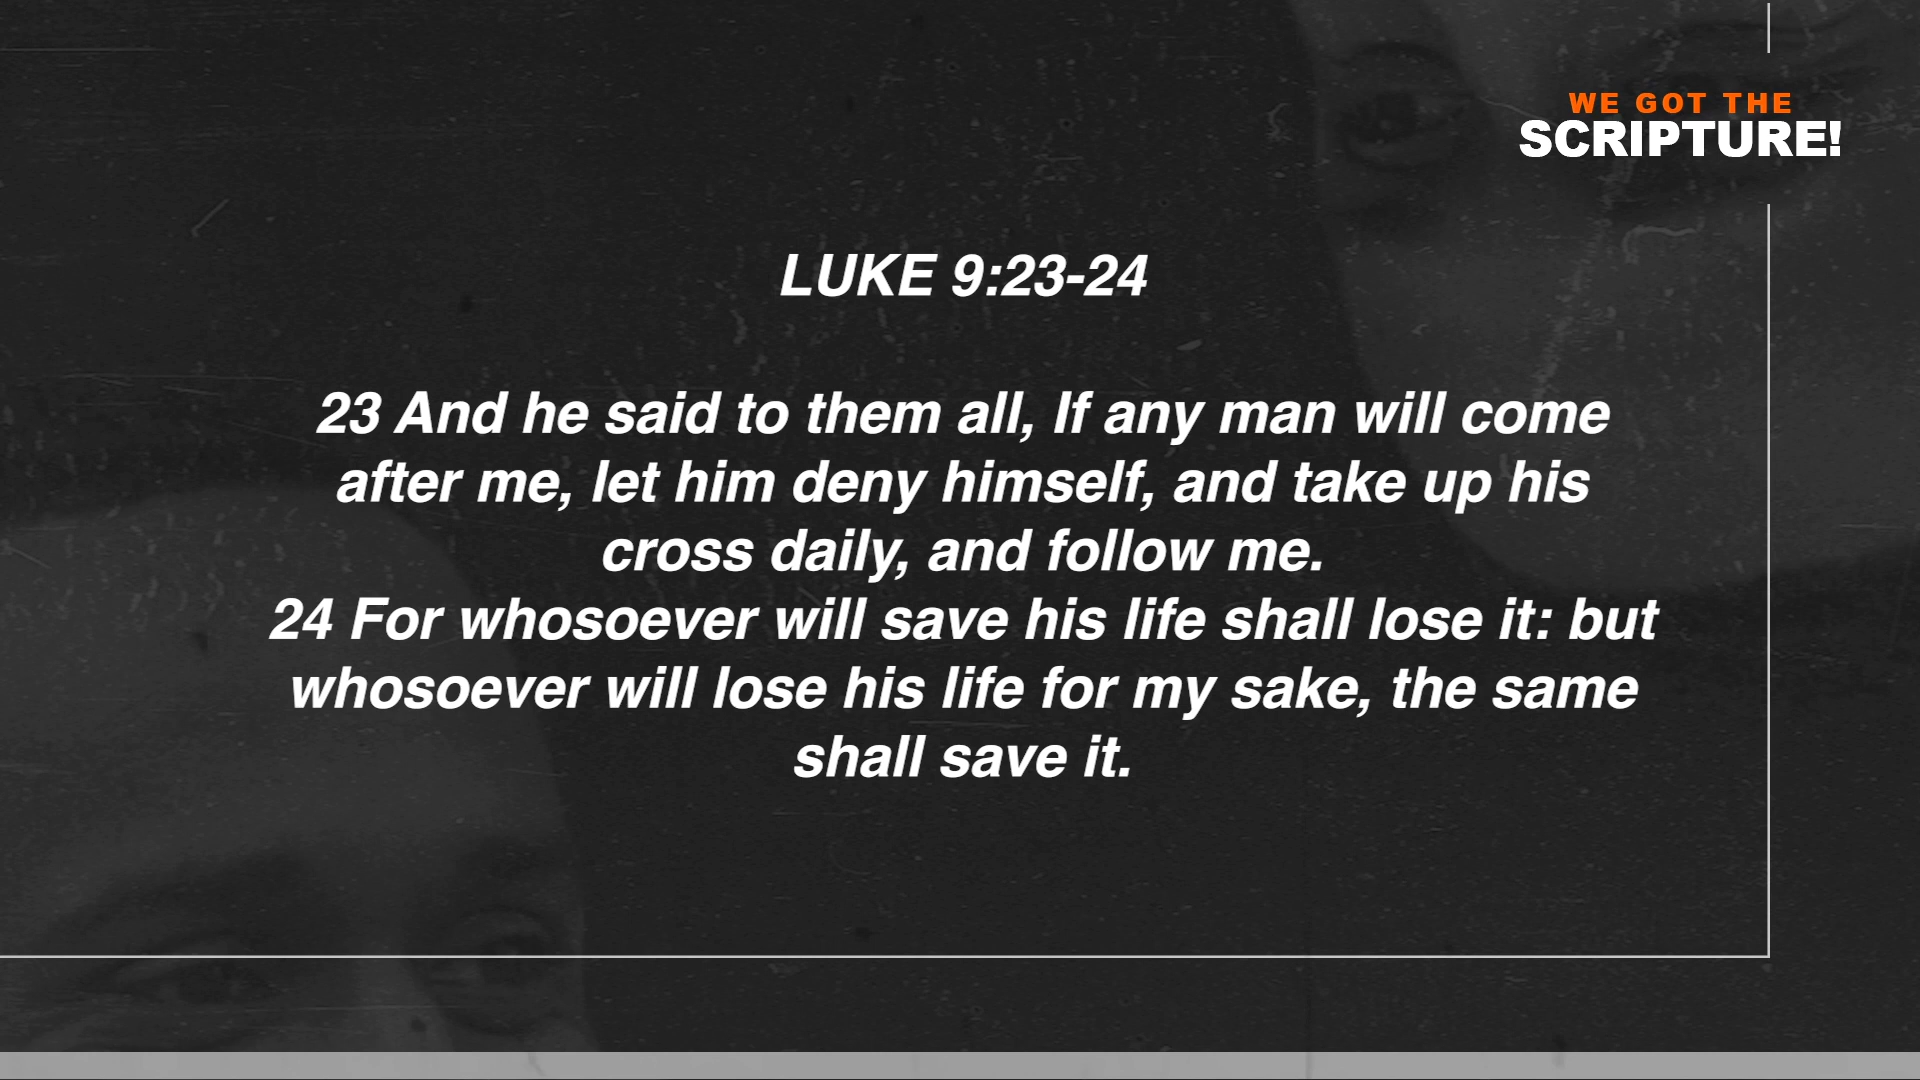 WE GOT THE
SCRIPTURE!
LUKE 9:23-24
23 And he said to them all, If any man will come
after me, let him deny himself, and take up his
cross daily, and follow me.
24 For whosoever will save his life shall lose it: but
whosoever will lose his life for my sake, the same
shall save it.